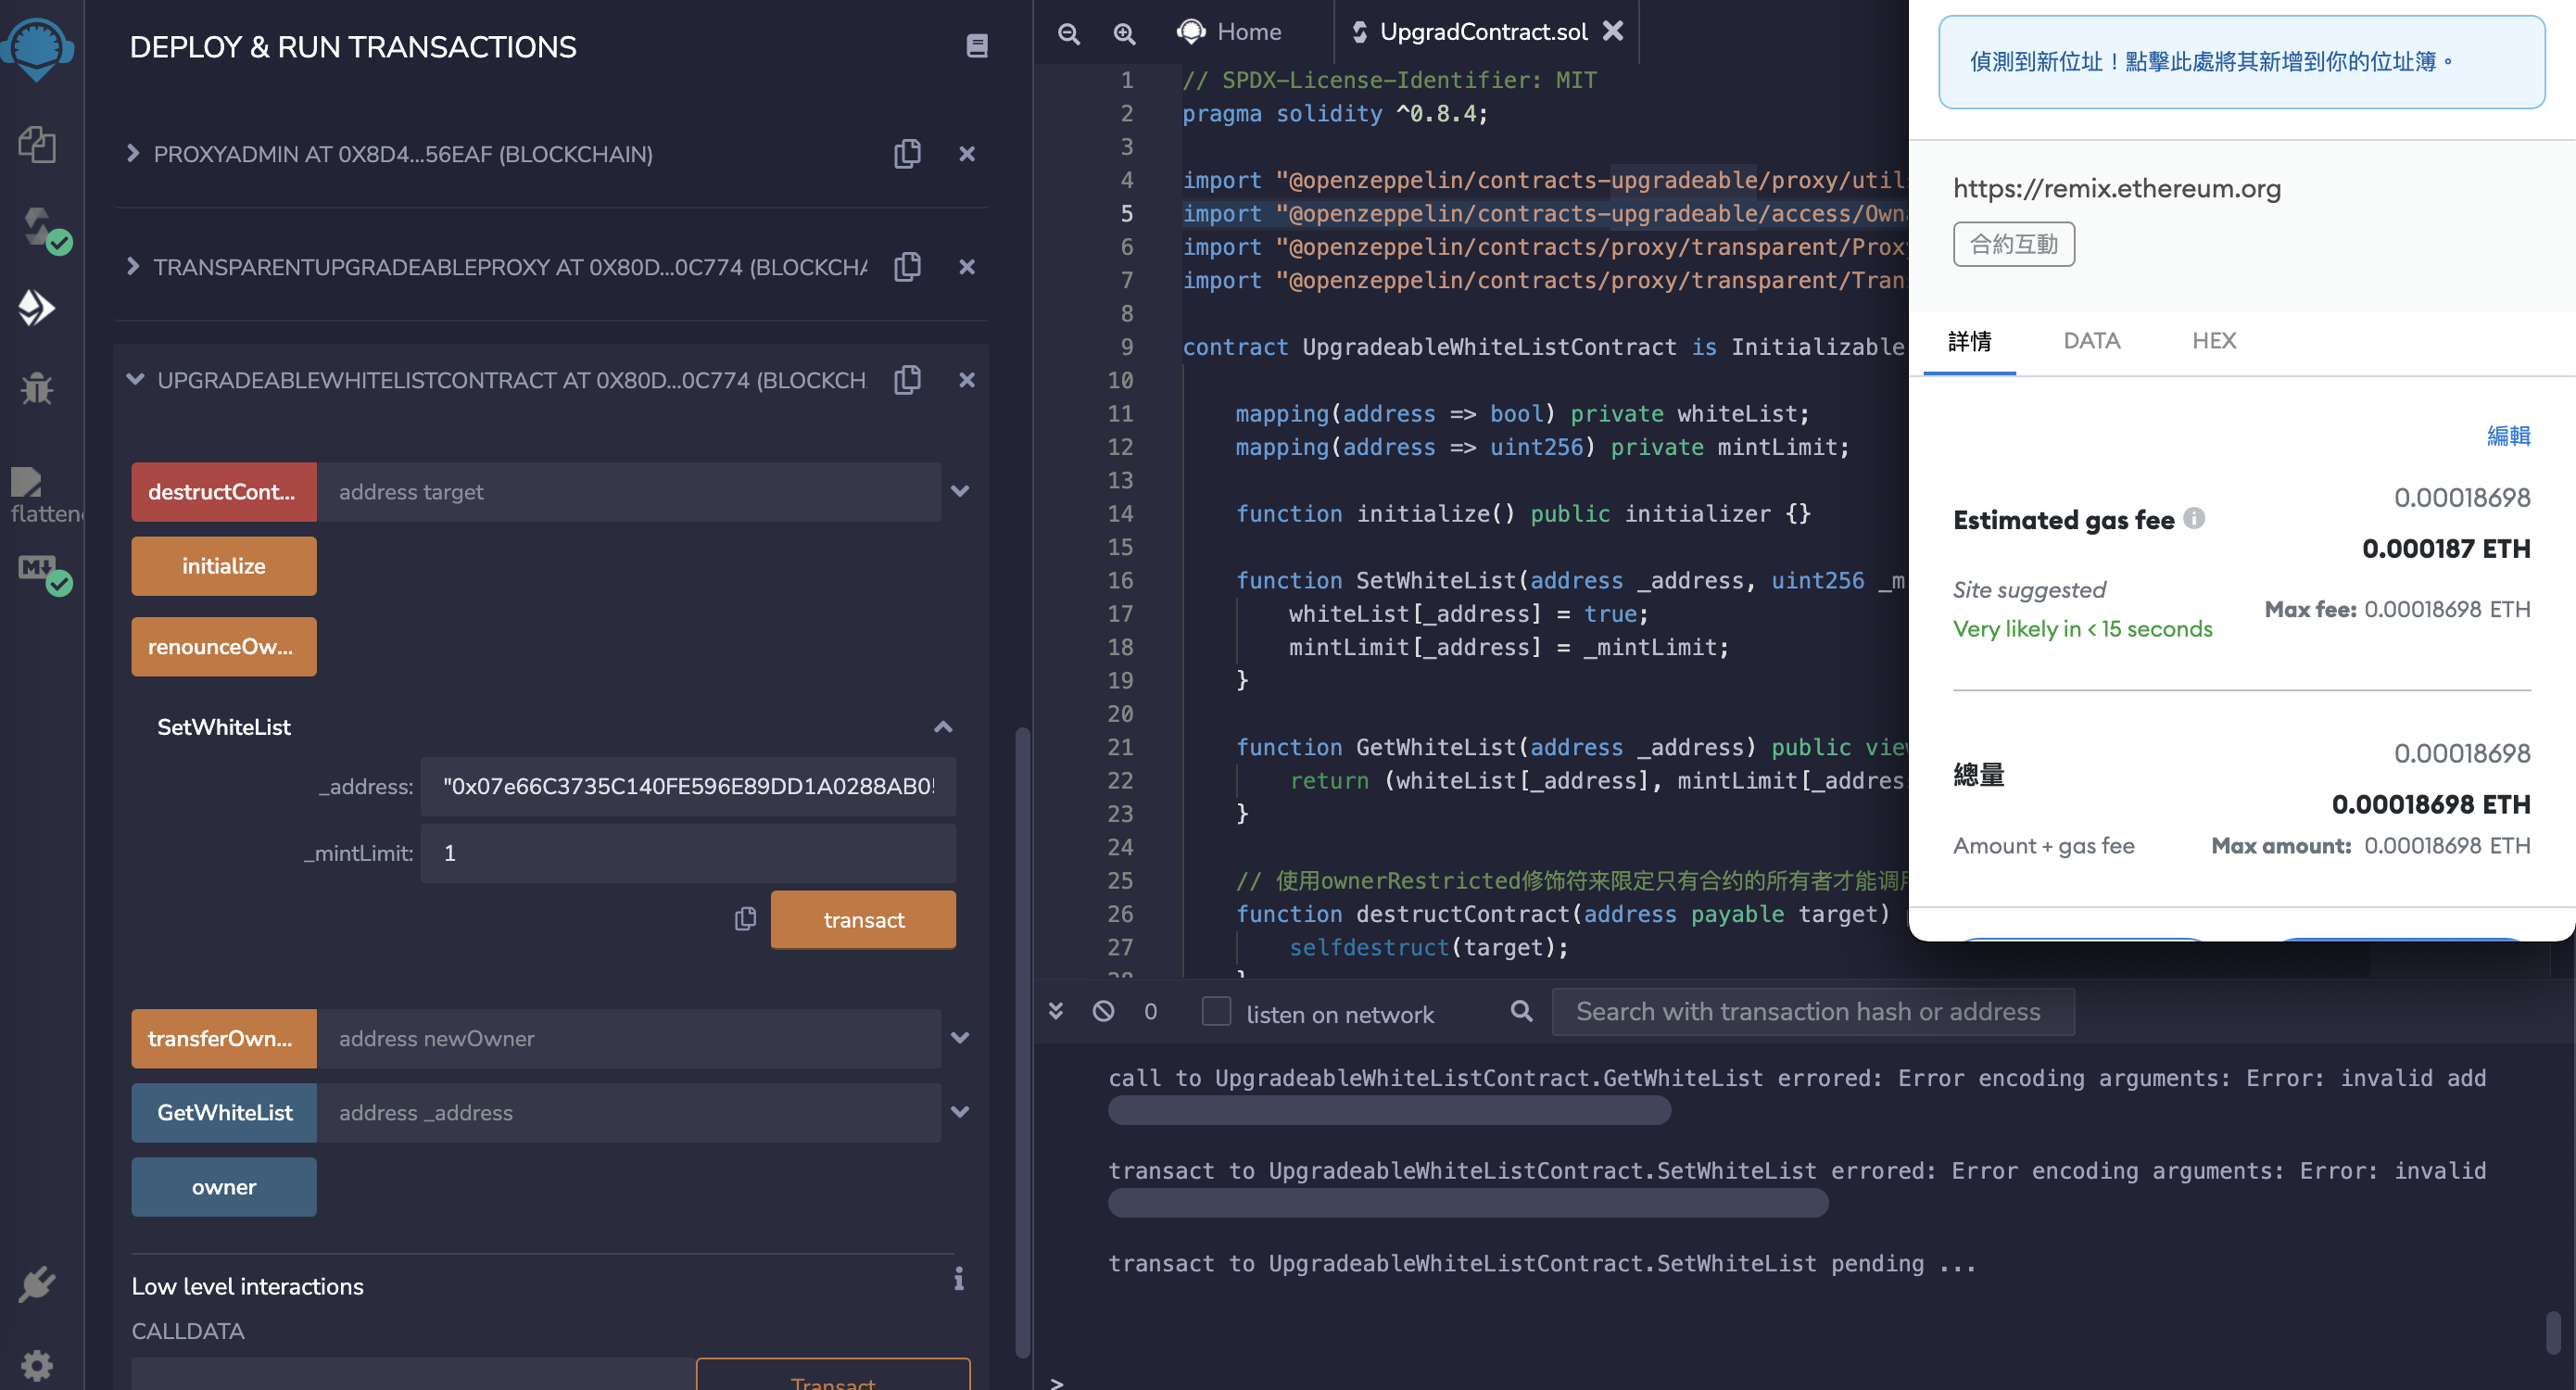 DEPLOY & RUN TRANSACTIONS
PROXYADMIN AT 0X8D4...56EAF (BLOCKCHAIN)
TRANSPARENTUPGRADEABLEPROXY AT 0X80D...0C774 (BLOCKCHA
UPGRADEABLEWHITELISTCONTRACT AT 0X80D...0C774 (BLOCKCH
destructCont... address target
initialize
renounceOw...
SetWhiteList
_address: "0x07e66C3735C140FE596E89DD1A0288AB0
_mintLimit: 1
transact
transferOwn... address newOwner
GetWhiteList address _address
owner
Low level interactions
i
CALLDATA
Transact
flatten
M
Home
UpgradContract.sol
1 // SPDX-License-Identifier: MIT
2 pragma solidity ^0.8.4;
3
4 import "@openzeppelin/contracts-upgradeable/proxy/util
5 import "@openzeppelin/contracts-upgradeable/access/Own
6 import "@openzeppelin/contracts/proxy/transparent/Prox
7 import "@openzeppelin/contracts/proxy/transparent/Tran
8
9 contract UpgradeableWhiteListContract is Initializable
10
11 mapping(address => bool) private whiteList;
12 mapping(address => uint256) private mintLimit;
13
14 function initialize() public initializer {}
15
16 function SetWhiteList(address _address, uint256 _m
17 whiteList[_address] = true;
18 mintLimit[_address] = _mintLimit;
19 }
20
21 function GetWhiteList(address _address) public vie
22 return (whiteList[_address], mintLimit[_addres
23 }
24
25 // 使用ownerRestricted修饰符来限定只有合约的所有者才能调
26 function destructContract(address payable target)
27 selfdestruct(target);
28 }
0 listen on network Search with transaction hash or address
call to UpgradeableWhiteListContract.GetWhiteList errored: Error encoding arguments: Error: invalid add
transact to UpgradeableWhiteListContract.SetWhiteList errored: Error encoding arguments: Error: invalid
transact to UpgradeableWhiteListContract.SetWhiteList pending ...
>
偵測到新位址！點擊此處將其新增到你的位址簿。
https://remix.ethereum.org
合約互動
詳情 DATA HEX
編輯
0.00018698
Estimated gas fee
0.000187 ETH
Site suggested
Very likely in < 15 seconds
Max fee: 0.00018698 ETH
0.00018698
總量
0.00018698 ETH
Amount + gas fee
Max amount: 0.00018698 ETH